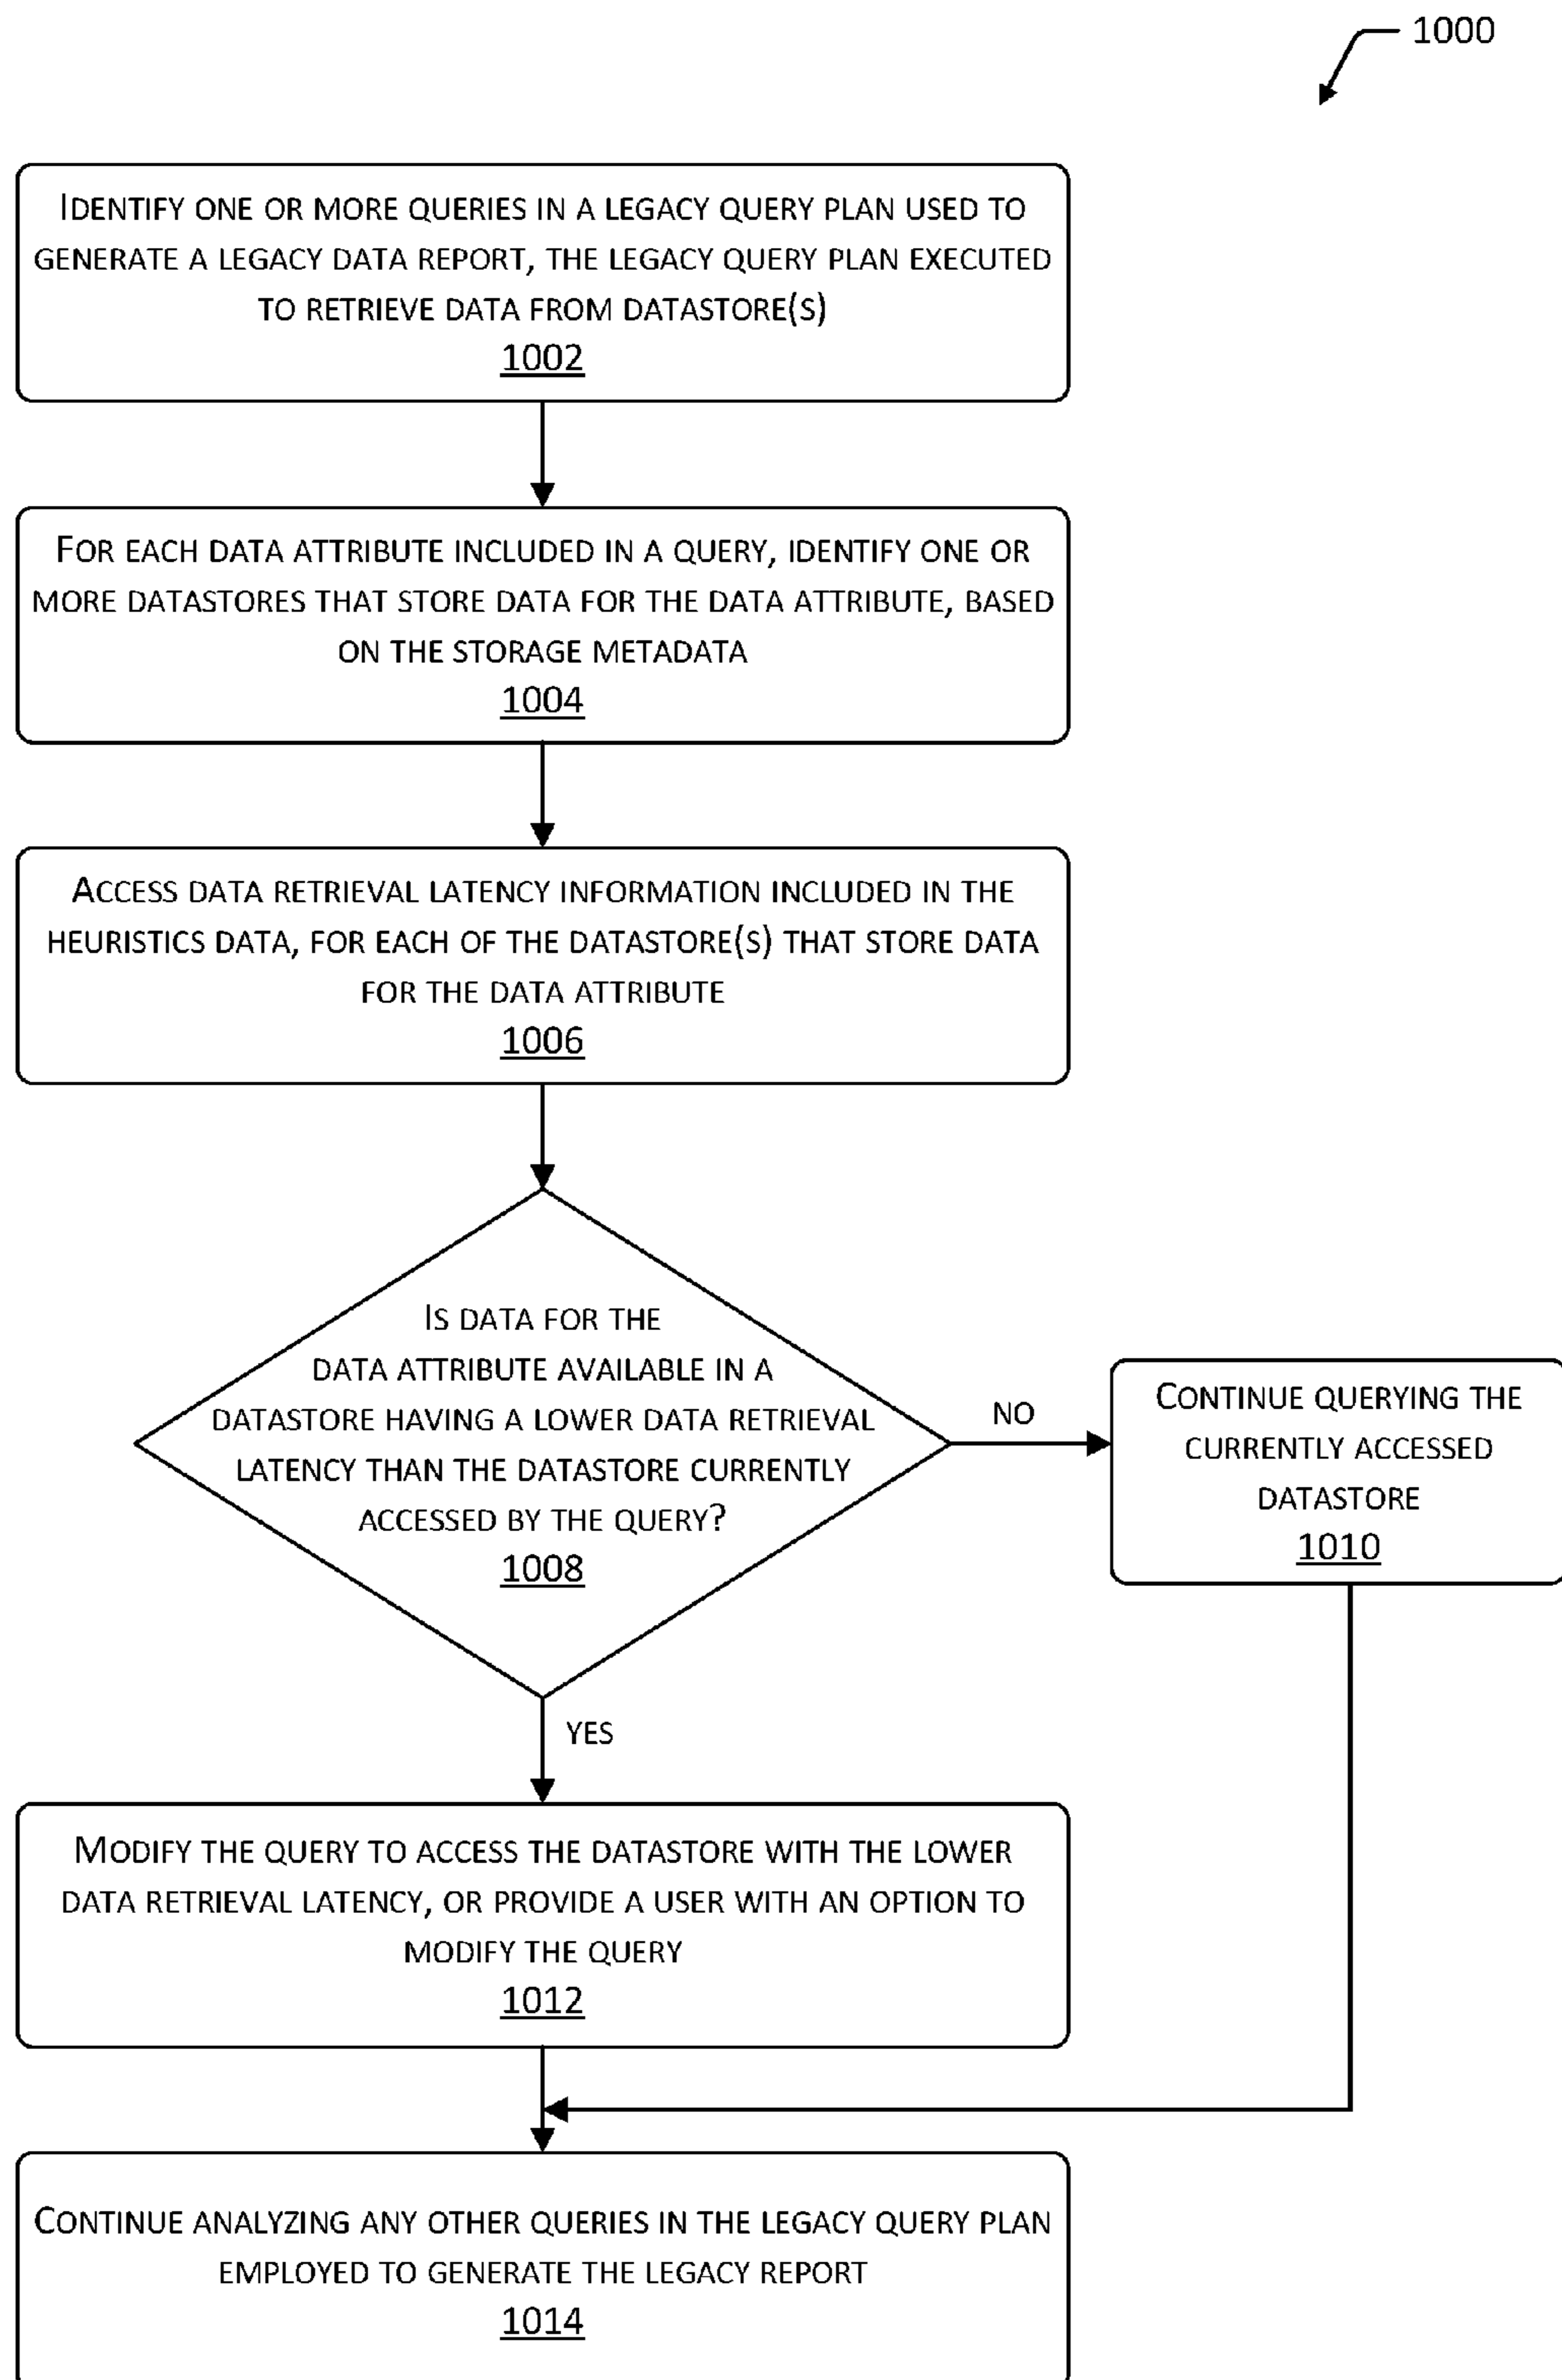 1000
IDENTIFY ONE OR MORE QUERIES IN A LEGACY QUERY PLAN USED TO
GENERATE A LEGACY DATA REPORT, THE LEGACY QUERY PLAN EXECUTED
TO RETRIEVE DATA FROM DATASTORE(S)
1002
FOR EACH DATA ATTRIBUTE INCLUDED IN A QUERY, IDENTIFY ONE OR
MORE DATASTORES THAT STORE DATA FOR THE DATA ATTRIBUTE, BASED
ON THE STORAGE METADATA
1004
ACCESS DATA RETRIEVAL LATENCY INFORMATION INCLUDED IN THE
HEURISTICS DATA, FOR EACH OF THE DATASTORE(S) THAT STORE DATA
FOR THE DATA ATTRIBUTE
1006
IS DATA FOR THE
DATA ATTRIBUTE AVAILABLE IN A
DATASTORE HAVING A LOWER DATA RETRIEVAL
LATENCY THAN THE DATASTORE CURRENTLY
ACCESSED BY THE QUERY?
1008
NO
CONTINUE QUERYING THE
CURRENTLY ACCESSED
DATASTORE
1010
YES
MODIFY THE QUERY TO ACCESS THE DATASTORE WITH THE LOWER
DATA RETRIEVAL LATENCY, OR PROVIDE A USER WITH AN OPTION TO
MODIFY THE QUERY
1012
CONTINUE ANALYZING ANY OTHER QUERIES IN THE LEGACY QUERY PLAN
EMPLOYED TO GENERATE THE LEGACY REPORT
1014